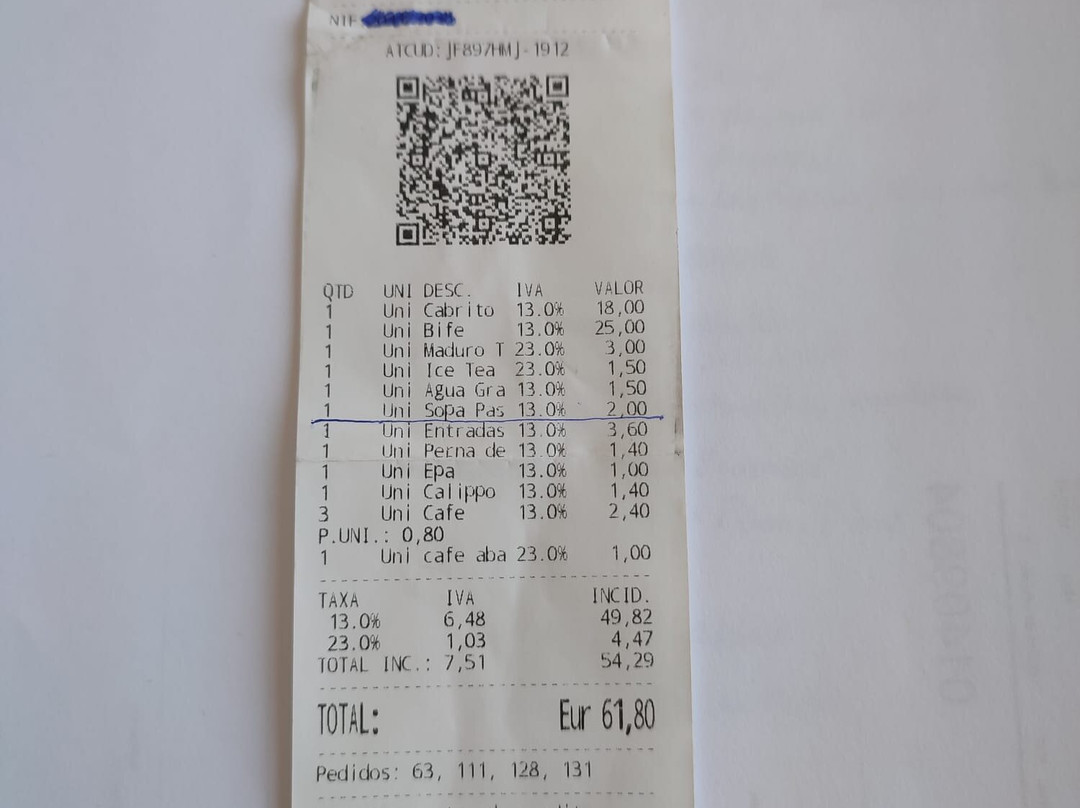 NIF
ATCUD: JF897HMJ-1912
QTD UNI DESC. IVA VALOR
1 Uni Cabrito 13.0% 18,00
1 Uni Bife 13.0% 25,00
1 Uni Maduro T 23.0% 3,00
1 Uni Ice Tea 23.0% 1,50
1 Uni Agua Gra 13.0% 1,50
1 Uni Sopa Pas 13.0% 2,00
1 Uni Entradas 13.0% 3,60
1 Uni Perna de 13.0% 1,40
1 Uni Epa 13.0% 1,00
1 Uni Calippo 13.0% 1,40
3 Uni Cafe 13.0% 2,40
P.UNI.: 0,80
1 Uni cafe aba 23.0% 1,00
TAXA IVA INCID.
13.0% 6,48 49,82
23.0% 1,03 4,47
TOTAL INC.: 7,51 54,29
TOTAL: Eur 61,80
Pedidos: 63, 111, 128, 131